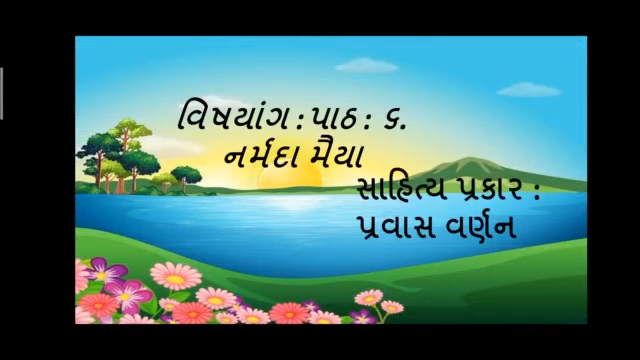 વિષયાંગ : પાઠ : ૬.
નર્મદા મૈયા
સાહિત્ય પ્રકાર :
પ્રવાસ વર્ણન